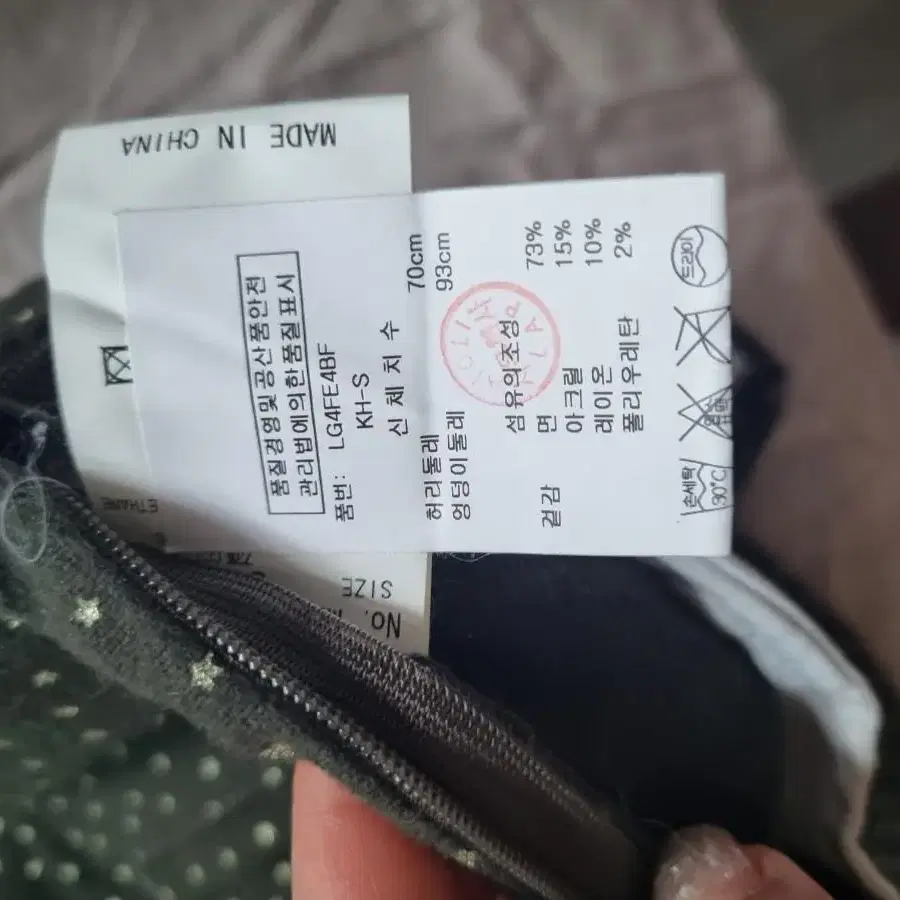 MADE IN CHINA
품질경영및공산품안전
관리법에의한품질표시
품번: LG4FE4BF
KH-S
신체치수
허리둘레 70cm
엉덩이둘레 93cm
섬유의조성
겉감 면 73%
아크릴 15%
레이온 10%
폴리우레탄 2%
손세탁
30℃
드라이
SIZE
No.